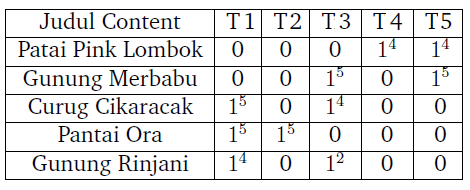 Judul Content T1 T2 T3 T4 T5
Patai Pink Lombok 0 0 0 1⁴ 1⁴
Gunung Merbabu 0 0 1⁵ 0 1⁵
Curug Cikaracak 1⁵ 0 1⁴ 0 0
Pantai Ora 1⁵ 1⁵ 0 0 0
Gunung Rinjani 1⁴ 0 1² 0 0